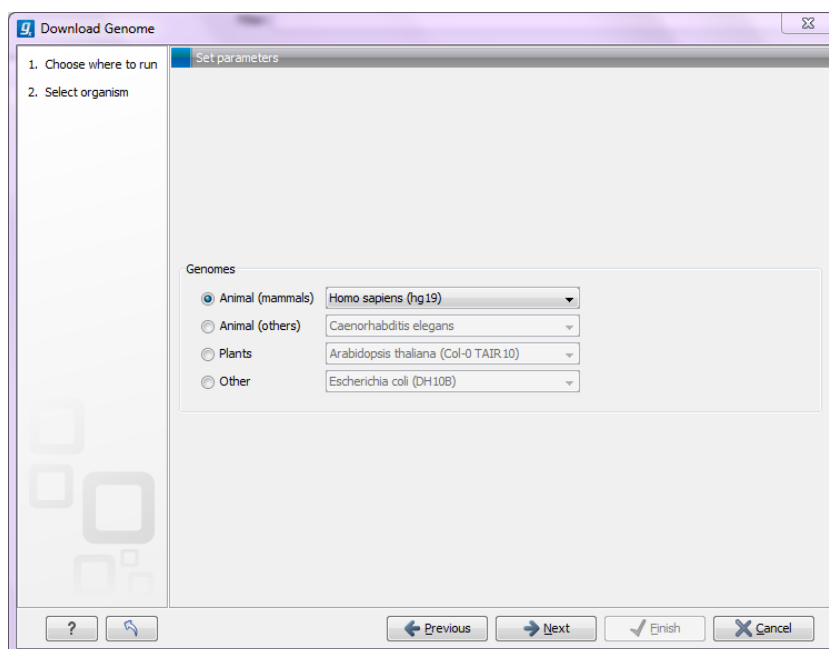 Download Genome
1. Choose where to run
2. Select organism
Set parameters
Genomes
Animal (mammals) Homo sapiens (hg19)
Animal (others) Caenorhabditis elegans
Plants Arabidopsis thaliana (Col-0 TAIR10)
Other Escherichia coli (DH10B)
? Previous Next Finish Cancel